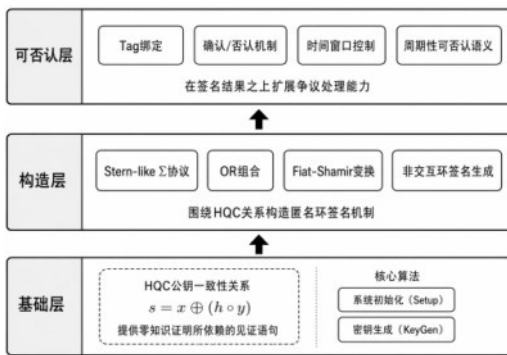 可否认层
Tag绑定
确认/否认机制
时间窗口控制
周期性可否认语义
在签名结果之上扩展争议处理能力
构造层
Stern-like Σ协议
OR组合
Fiat-Shamir变换
非交互环签名生成
围绕HQC关系构造匿名环签名机制
基础层
HQC公钥一致性关系
s = x ⊕ (h ∘ y)
提供零知识证明所依赖的见证语句
核心算法
系统初始化（Setup）
密钥生成（KeyGen）